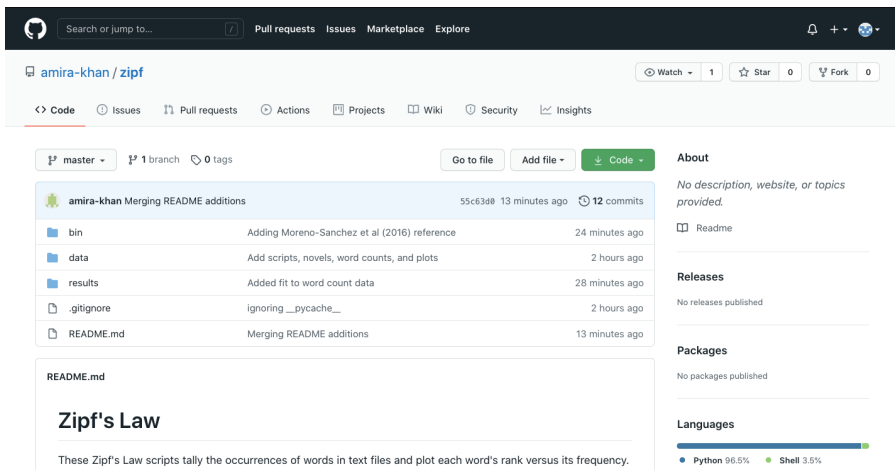 Search or jump to... / Pull requests Issues Marketplace Explore
amira-khan / zipf Watch 1 Star 0 Fork 0
<> Code Issues Pull requests Actions Projects Wiki Security Insights
master 1 branch 0 tags Go to file Add file Code
amira-khan Merging README additions 55c63d0 13 minutes ago 12 commits
bin Adding Moreno-Sanchez et al (2016) reference 24 minutes ago
data Add scripts, novels, word counts, and plots 2 hours ago
results Added fit to word count data 28 minutes ago
.gitignore ignoring __pycache__ 2 hours ago
README.md Merging README additions 13 minutes ago
README.md
Zipf's Law
These Zipf's Law scripts tally the occurrences of words in text files and plot each word's rank versus its frequency.
About
No description, website, or topics
provided.
Readme
Releases
No releases published
Packages
No packages published
Languages
Python 96.5% Shell 3.5%